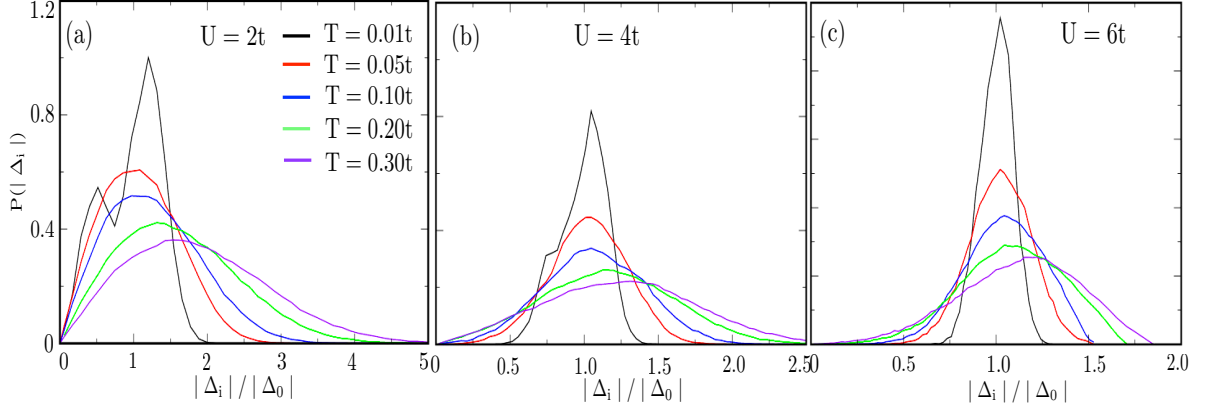 1.2
0.8
0.4
0
P(|Δi|)
(a)
U = 2t
T = 0.01t
T = 0.05t
T = 0.10t
T = 0.20t
T = 0.30t
0 1 2 3 4 5
|Δi|/|Δ0|
(b)
U = 4t
0.5 1.0 1.5 2.0 2.5
|Δi|/|Δ0|
(c)
U = 6t
0.5 1.0 1.5 2.0
|Δi|/|Δ0|